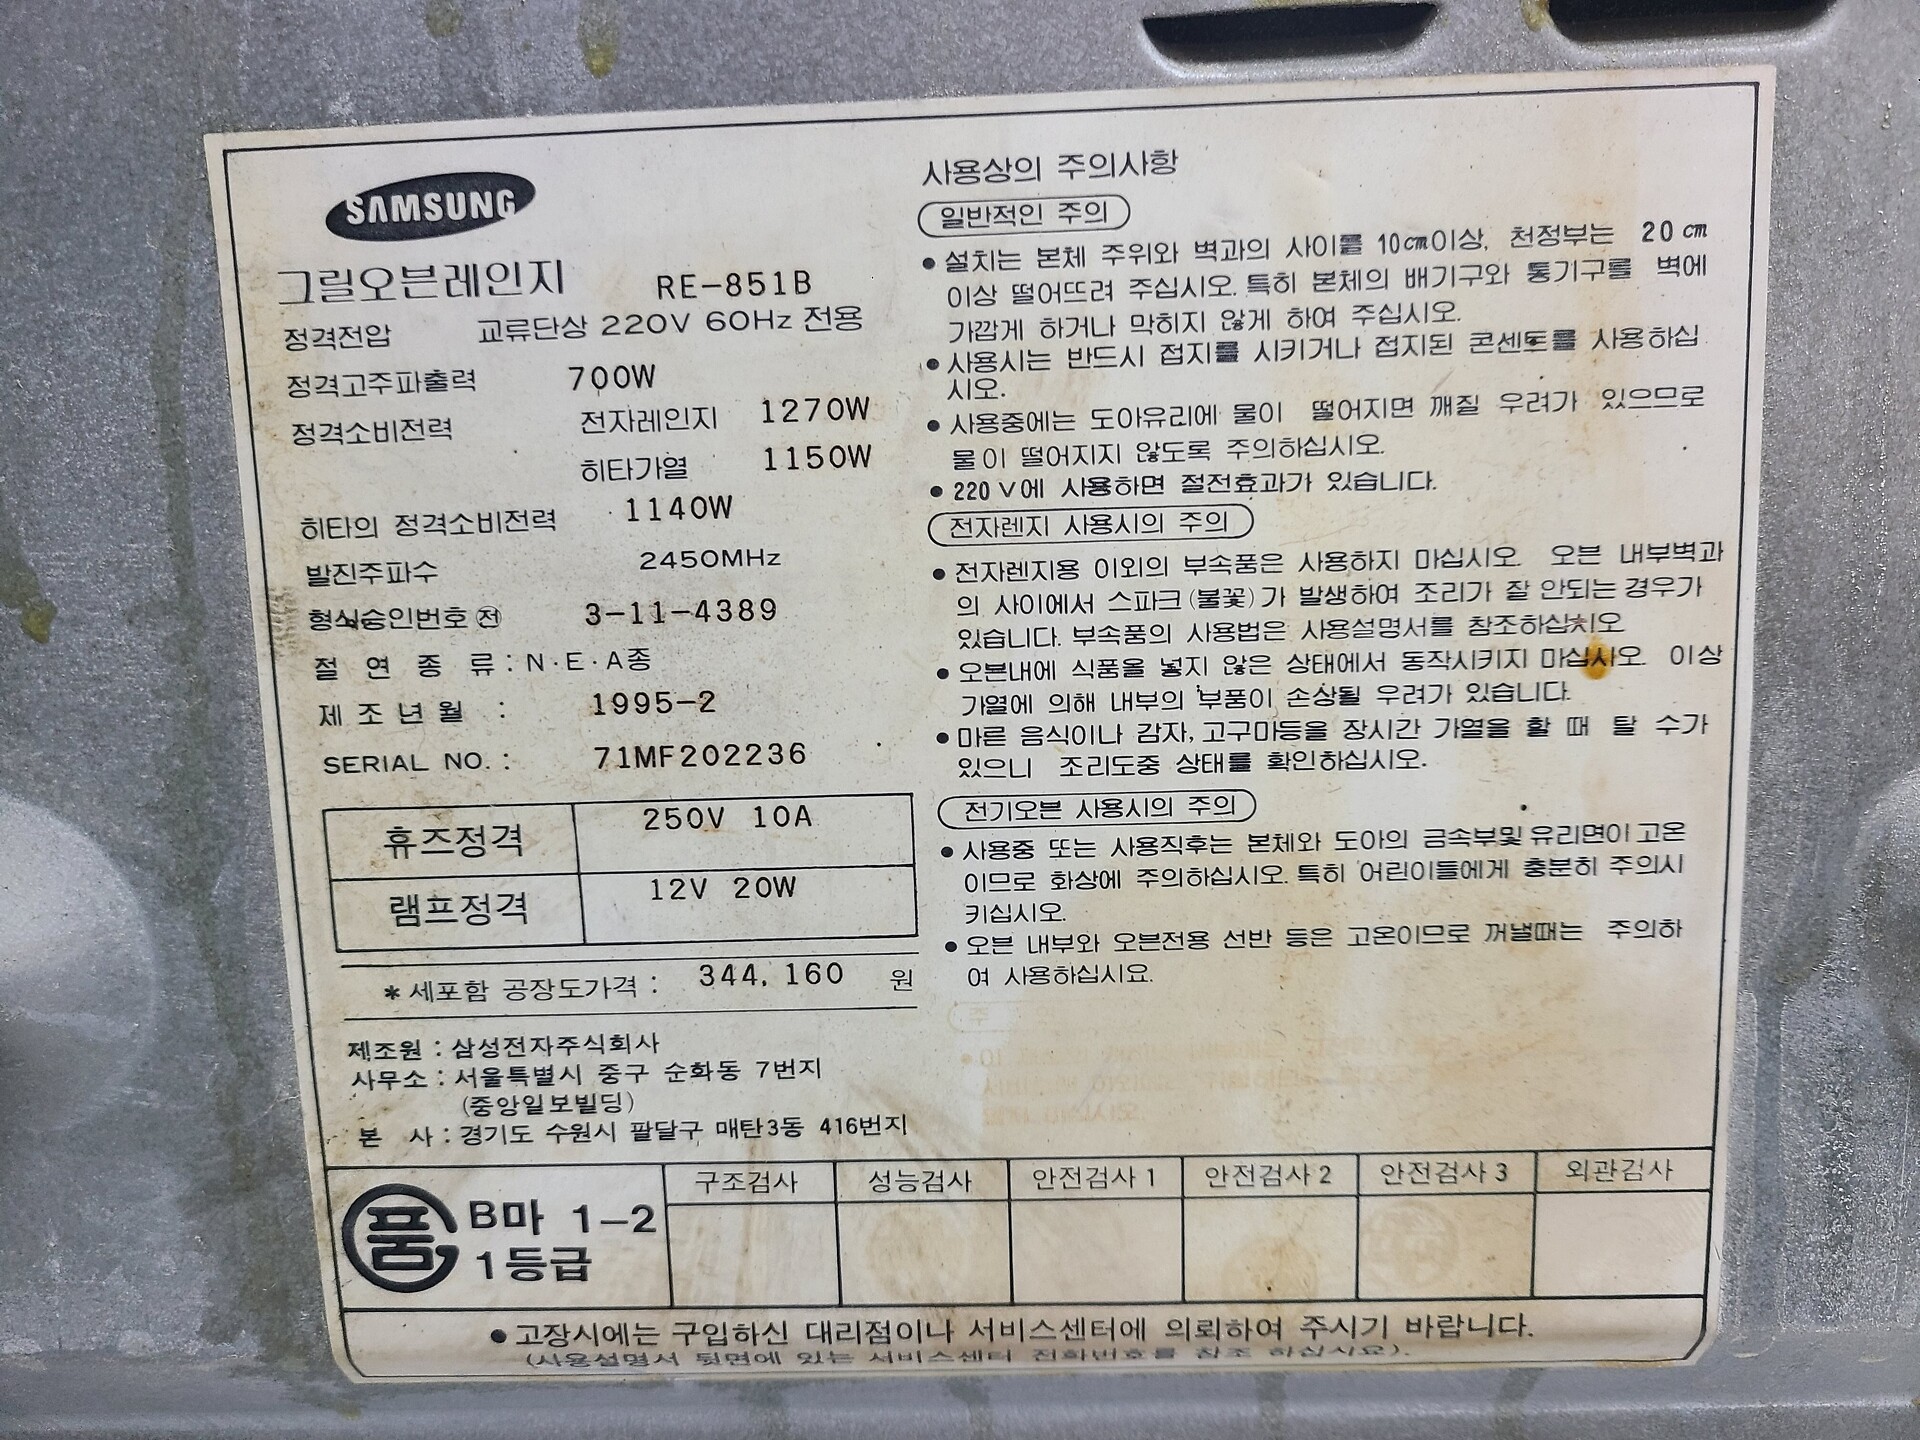 SAMSUNG
그릴오븐레인지 RE-851B
정격전압 교류단상 220V 60Hz 전용
정격고주파출력 700W
정격소비전력 전자레인지 1270W
히타가열 1150W
히타의 정격소비전력 1140W
발진주파수 2450MHz
형식승인번호 ㉠ 3-11-4389
절 연 종 류 : N·E·A종
제 조 년 월 : 1995-2
SERIAL NO. : 71MF202236
휴즈정격 250V 10A
램프정격 12V 20W
* 세포함 공장도가격 : 344,160 원
제조원 : 삼성전자주식회사
사무소 : 서울특별시 중구 순화동 7번지
(중앙일보빌딩)
본 사 : 경기도 수원시 팔달구 매탄3동 416번지
사용상의 주의사항
일반적인 주의
● 설치는 본체 주위와 벽과의 사이를 10㎝이상, 천정부는 20㎝
이상 떨어뜨려 주십시오. 특히 본체의 배기구와 통기구를 벽에
가깝게 하거나 막히지 않게 하여 주십시오.
● 사용시는 반드시 접지를 시키거나 접지된 콘센트를 사용하십
시오.
● 사용중에는 도아유리에 물이 떨어지면 깨질 우려가 있으므로
물이 떨어지지 않도록 주의하십시오.
● 220V에 사용하면 절전효과가 있습니다.
전자렌지 사용시의 주의
● 전자렌지용 이외의 부속품은 사용하지 마십시오. 오븐 내부벽과
의 사이에서 스파크(불꽃)가 발생하여 조리가 잘 안되는 경우가
있습니다. 부속품의 사용법은 사용설명서를 참조하십시오
● 오븐내에 식품을 넣지 않은 상태에서 동작시키지 마십시오. 이상
가열에 의해 내부의 부품이 손상될 우려가 있습니다.
● 마른 음식이나 감자, 고구마등을 장시간 가열을 할 때 탈 수가
있으니 조리도중 상태를 확인하십시오.
전기오븐 사용시의 주의
● 사용중 또는 사용직후는 본체와 도아의 금속부및 유리면이 고온
이므로 화상에 주의하십시오. 특히 어린이들에게 충분히 주의시
키십시오.
● 오븐 내부와 오븐전용 선반 등은 고온이므로 꺼낼때는 주의하
여 사용하십시요.
품 B마 1-2
1등급
구조검사 성능검사 안전검사 1 안전검사 2 안전검사 3 외관검사
● 고장시에는 구입하신 대리점이나 서비스센터에 의뢰하여 주시기 바랍니다.
(사용설명서 뒷면에 있는 서비스센터 전화번호를 참조 하십시요).